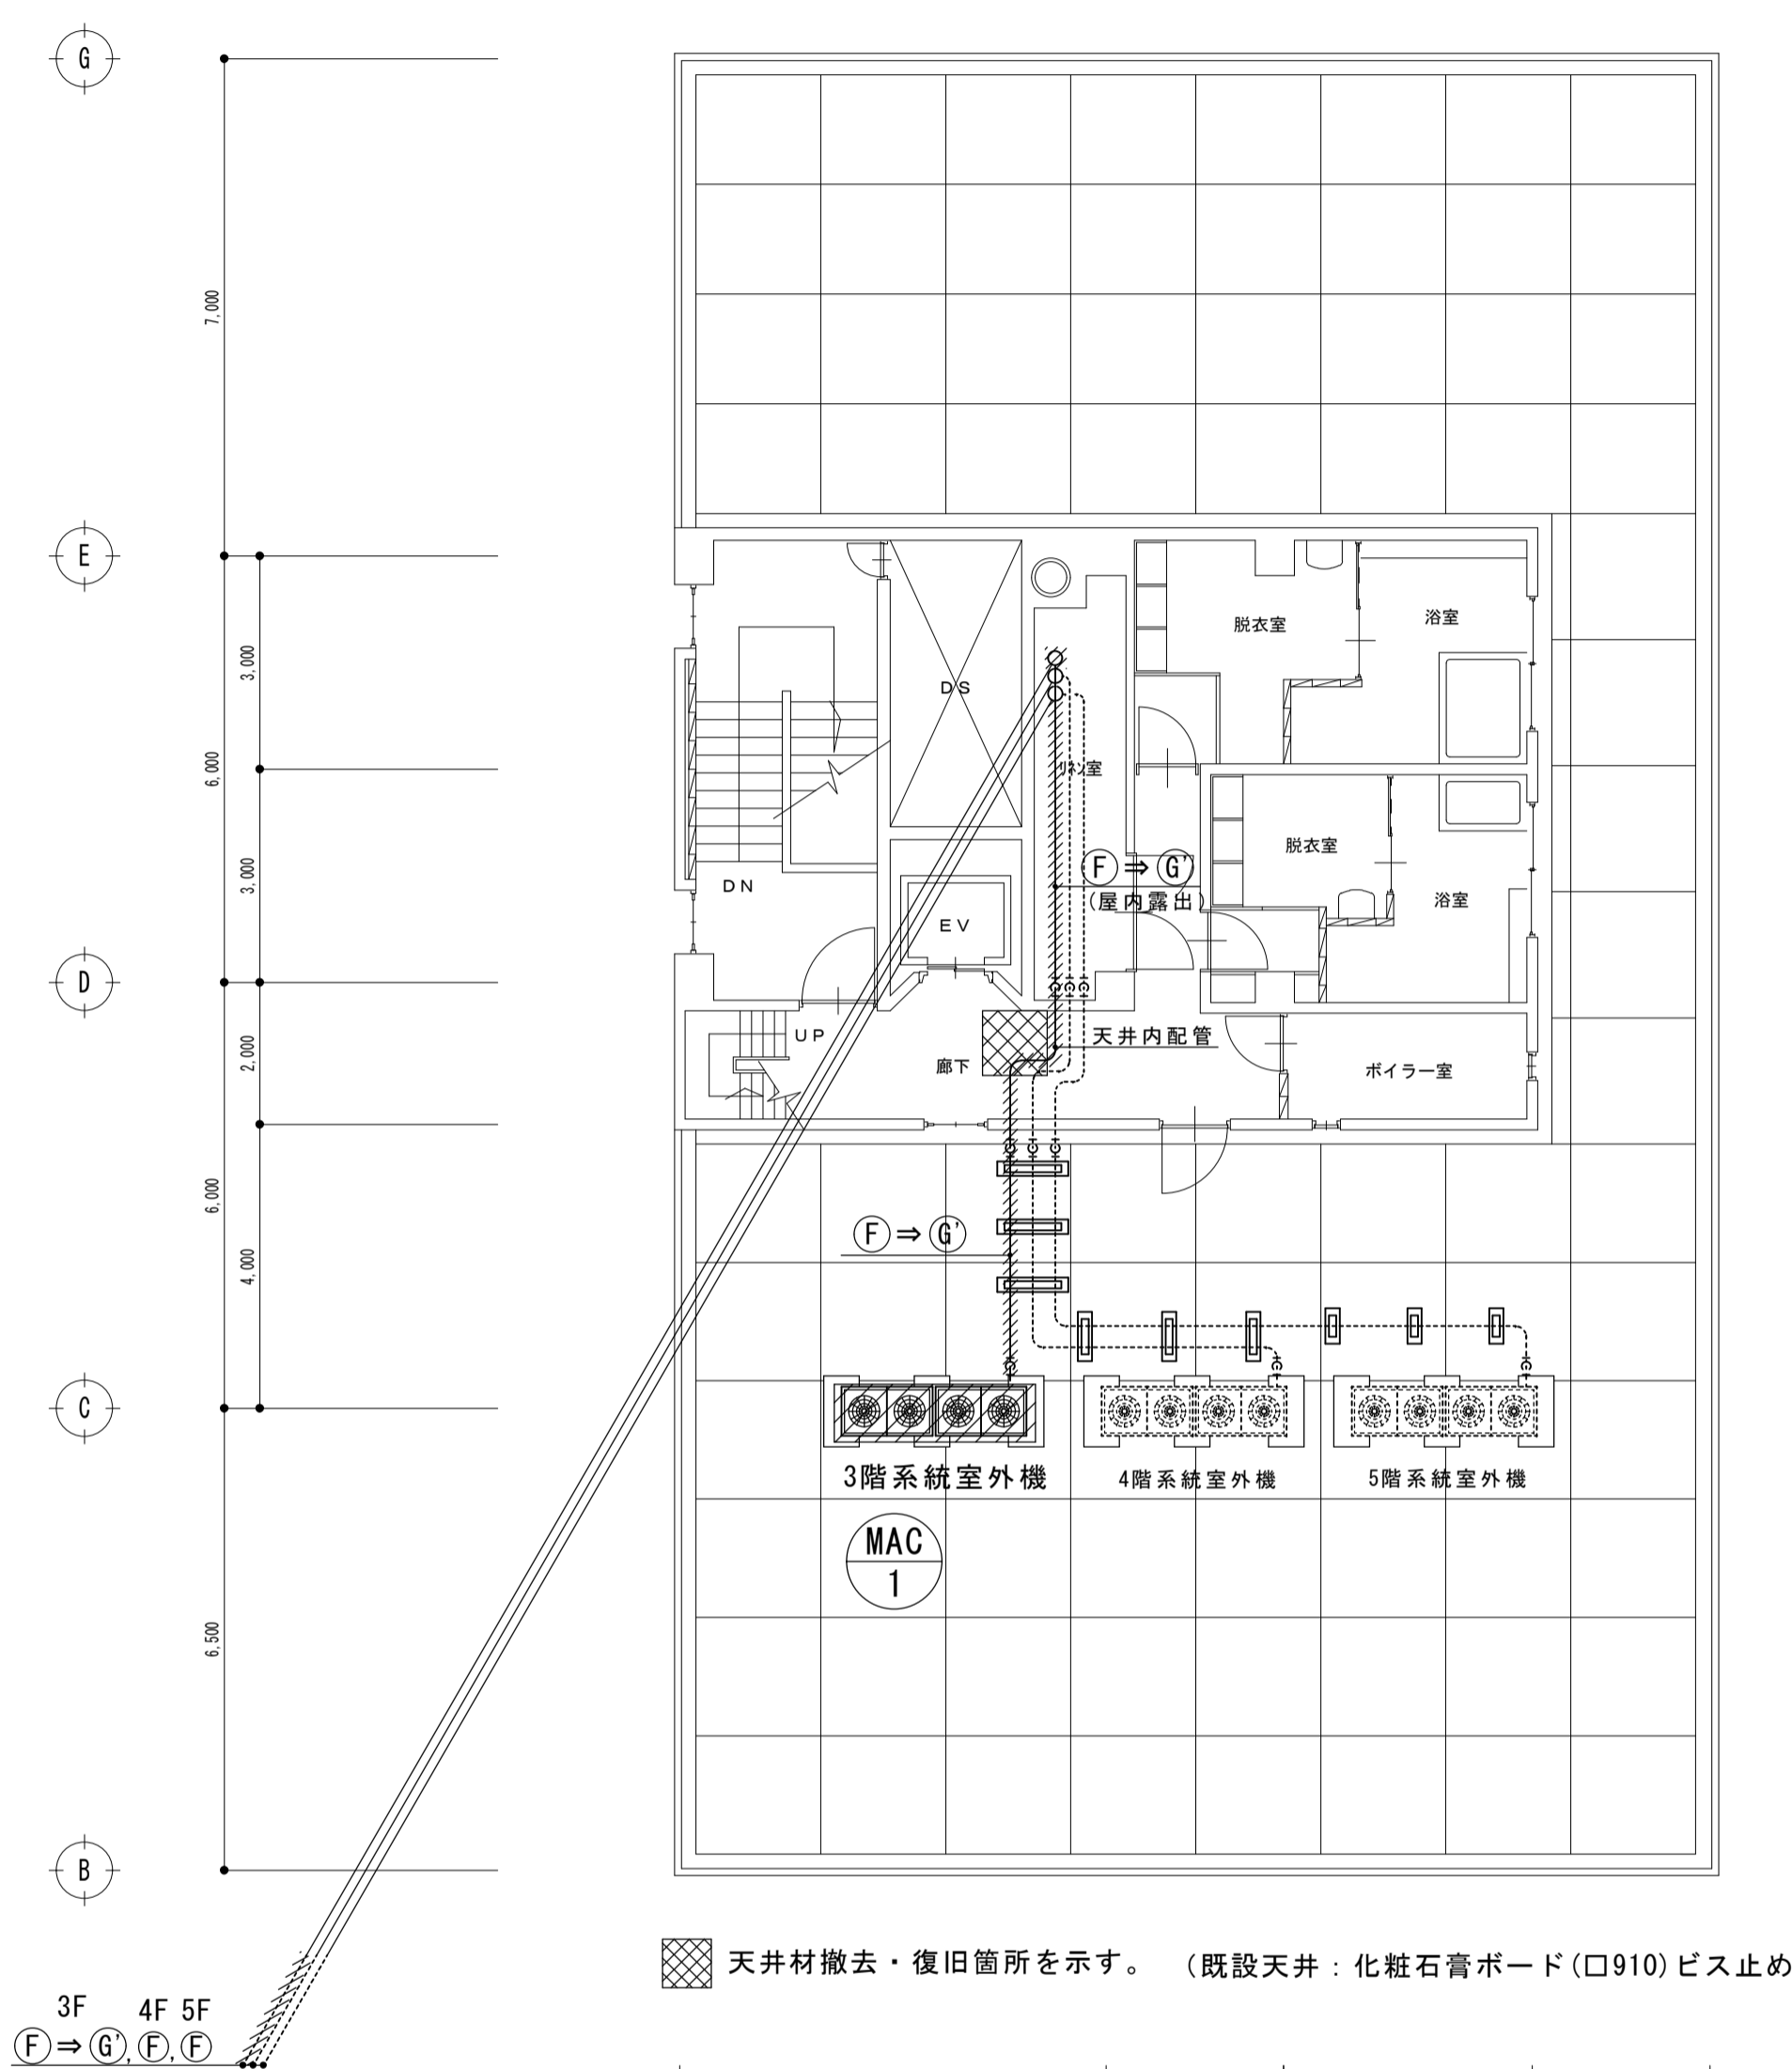 G
7,000
E
3,000
脱衣室
浴室
DS
6,000
リネン室
3,000
脱衣室
F ⇒ G'
(屋内露出)
DN
浴室
EV
D
UP
天井内配管
2,000
廊下
ボイラー室
6,000
F ⇒ G'
4,000
C
3階系統室外機
4階系統室外機
5階系統室外機
MAC
1
6,500
B
天井材撤去・復旧箇所を示す。 (既設天井：化粧石膏ボード(口910)ビス止め
3F 4F 5F
F ⇒ G', F, F